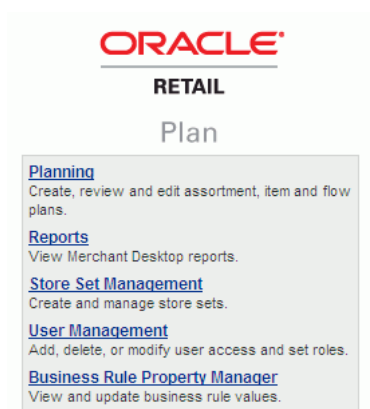 ORACLE
RETAIL
Plan
Planning
Create, review and edit assortment, item and flow
plans.
Reports
View Merchant Desktop reports.
Store Set Management
Create and manage store sets.
User Management
Add, delete, or modify user access and set roles.
Business Rule Property Manager
View and update business rule values.